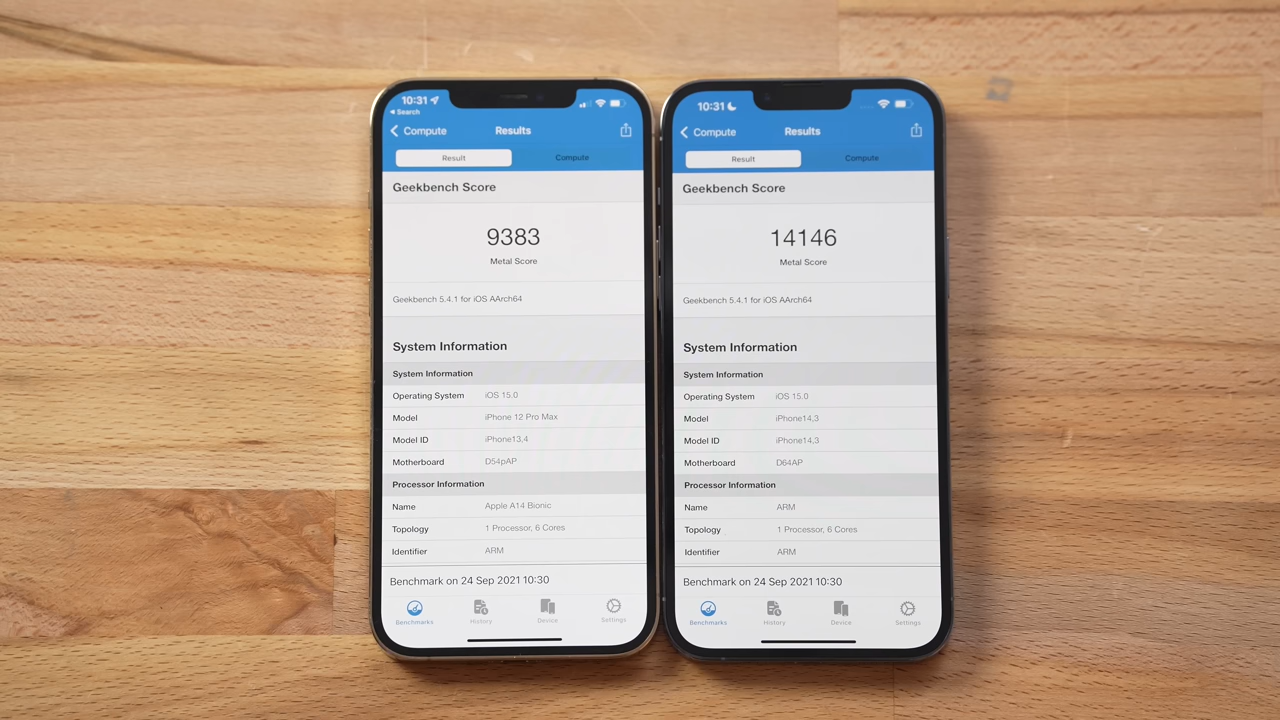 10:31
Search
Compute
Results
Result
Compute
Geekbench Score
9383
Metal Score
Geekbench 5.4.1 for iOS AArch64
System Information
System Information
Operating System iOS 15.0
Model iPhone 12 Pro Max
Model ID iPhone13,4
Motherboard D54pAP
Processor Information
Name Apple A14 Bionic
Topology 1 Processor, 6 Cores
Identifier ARM
Benchmark on 24 Sep 2021 10:30
Benchmarks
History
Device
Settings
10:31
Compute
Results
Result
Compute
Geekbench Score
14146
Metal Score
Geekbench 5.4.1 for iOS AArch64
System Information
System Information
Operating System iOS 15.0
Model iPhone14,3
Model ID iPhone14,3
Motherboard D64AP
Processor Information
Name ARM
Topology 1 Processor, 6 Cores
Identifier ARM
Benchmark on 24 Sep 2021 10:30
Benchmarks
History
Device
Settings